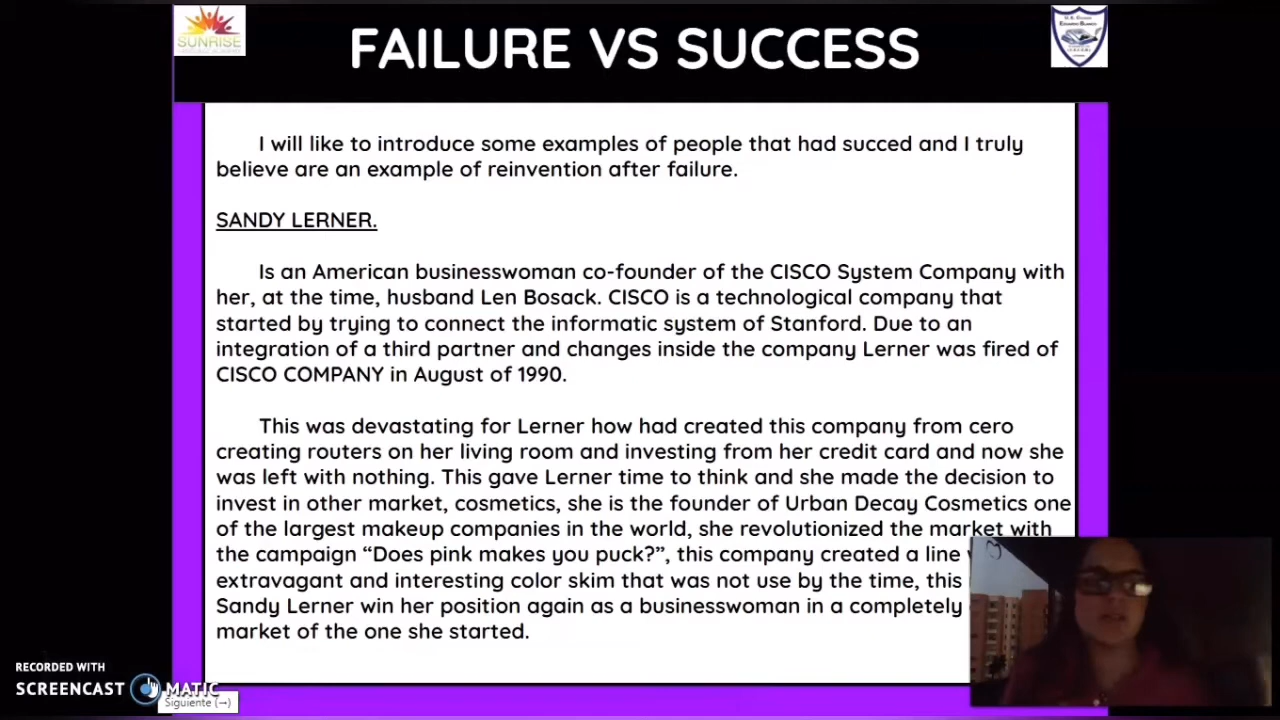 SUNRISE
FAILURE VS SUCCESS
I will like to introduce some examples of people that had succed and I truly
believe are an example of reinvention after failure.
SANDY LERNER.
Is an American businesswoman co-founder of the CISCO System Company with
her, at the time, husband Len Bosack. CISCO is a technological company that
started by trying to connect the informatic system of Stanford. Due to an
integration of a third partner and changes inside the company Lerner was fired of
CISCO COMPANY in August of 1990.
This was devastating for Lerner how had created this company from cero
creating routers on her living room and investing from her credit card and now she
was left with nothing. This gave Lerner time to think and she made the decision to
invest in other market, cosmetics, she is the founder of Urban Decay Cosmetics one
of the largest makeup companies in the world, she revolutionized the market with
the campaign “Does pink makes you puck?”, this company created a line
extravagant and interesting color skim that was not use by the time, this
Sandy Lerner win her position again as a businesswoman in a completely
market of the one she started.
RECORDED WITH
SCREENCAST MATIC
Siguiente (→)